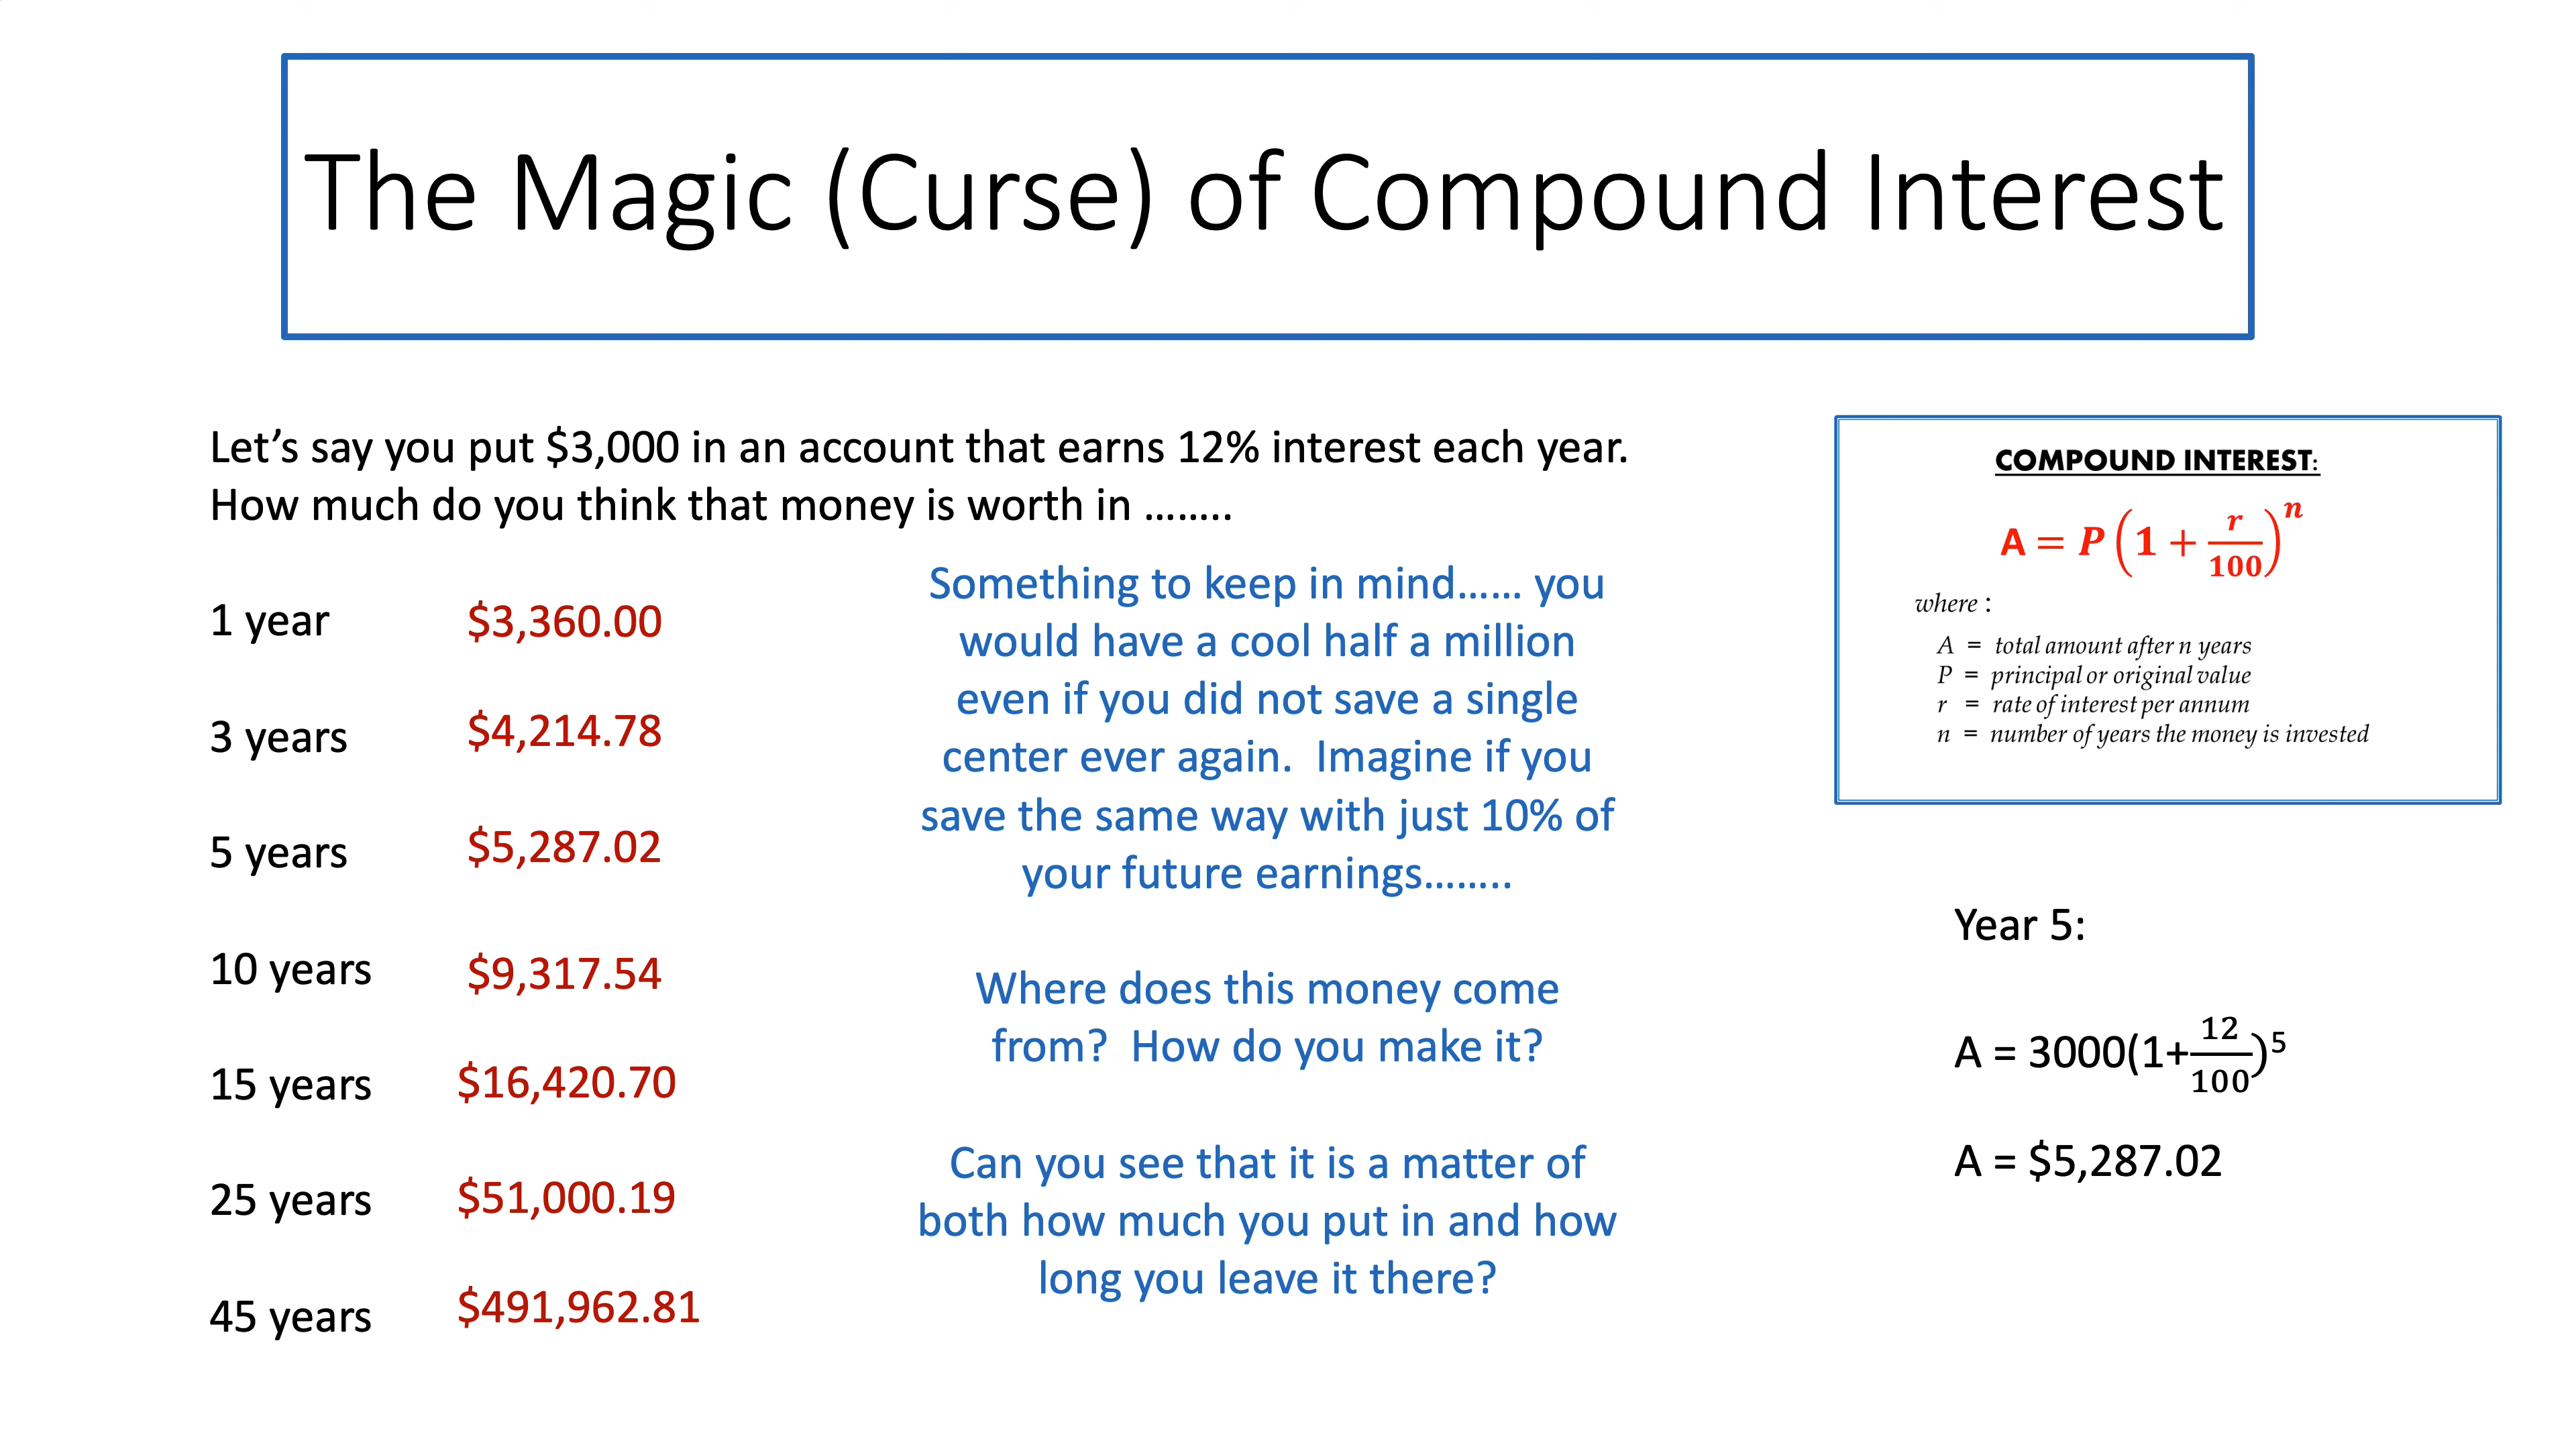 The Magic (Curse) of Compound Interest
Let’s say you put $3,000 in an account that earns 12% interest each year.
How much do you think that money is worth in ……..
1 year $3,360.00
3 years $4,214.78
5 years $5,287.02
10 years $9,317.54
15 years $16,420.70
25 years $51,000.19
45 years $491,962.81
Something to keep in mind…… you
would have a cool half a million
even if you did not save a single
center ever again.  Imagine if you
save the same way with just 10% of
your future earnings……..
Where does this money come
from?  How do you make it?
Can you see that it is a matter of
both how much you put in and how
long you leave it there?
COMPOUND INTEREST:
A = P(1 + r/100)^n
where :
A = total amount after n years
P = principal or original value
r = rate of interest per annum
n = number of years the money is invested
Year 5:
A = 3000(1+12/100)^5
A = $5,287.02